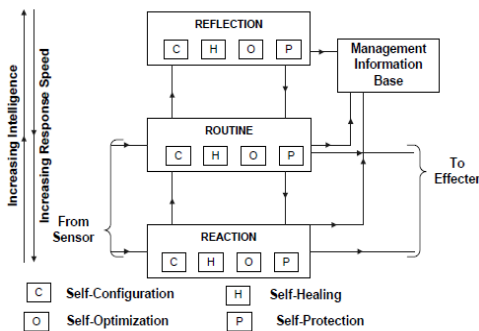 REFLECTION
C H O P
Management
Information
Base
ROUTINE
C H O P
REACTION
C H O P
Increasing Intelligence
Increasing Response Speed
From
Sensor
To
Effecter
C Self-Configuration
H Self-Healing
O Self-Optimization
P Self-Protection